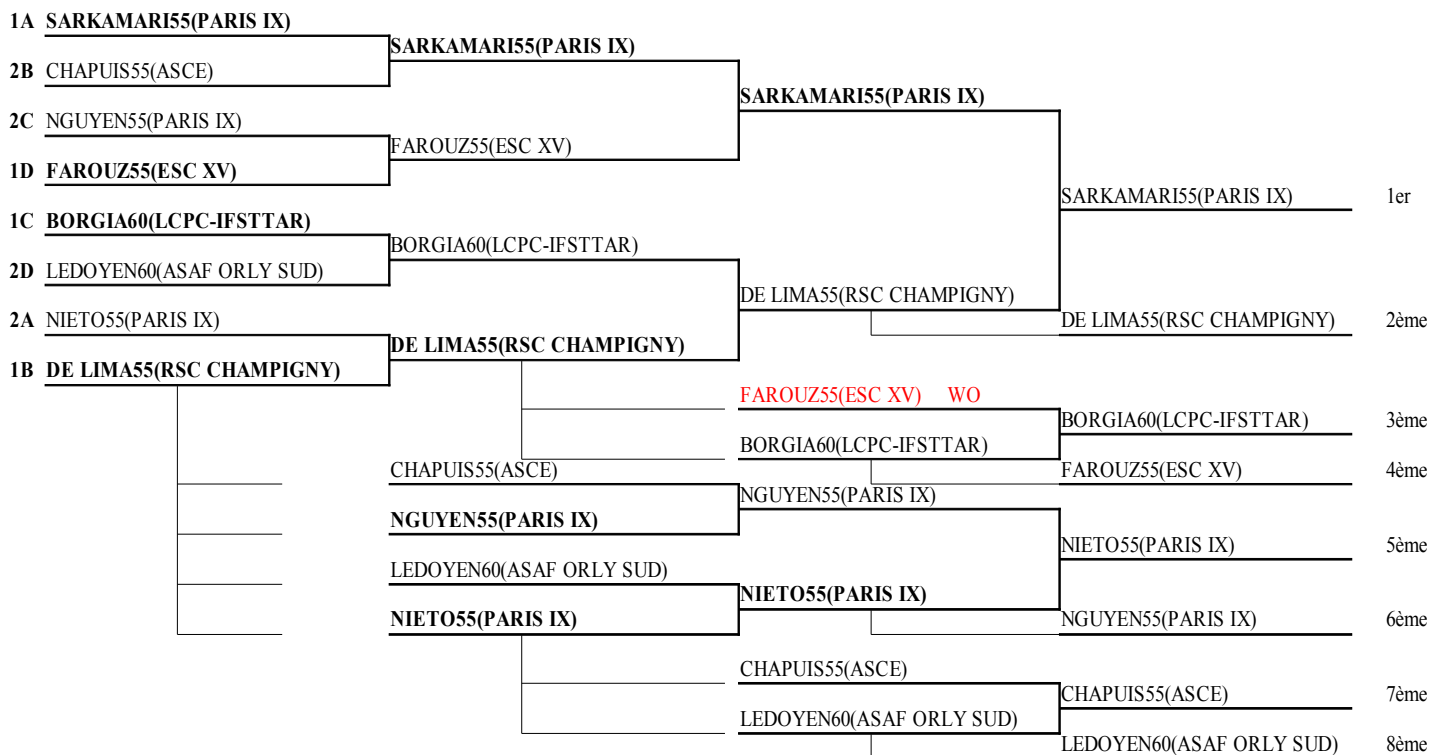 1A SARKAMARI55(PARIS IX)
SARKAMARI55(PARIS IX)
2B CHAPUIS55(ASCE)
SARKAMARI55(PARIS IX)
2C NGUYEN55(PARIS IX)
FAROUZ55(ESC XV)
1D FAROUZ55(ESC XV)
SARKAMARI55(PARIS IX) 1er
1C BORGIA60(LCPC-IFSTTAR)
BORGIA60(LCPC-IFSTTAR)
2D LEDOYEN60(ASAF ORLY SUD)
DE LIMA55(RSC CHAMPIGNY)
2A NIETO55(PARIS IX)
DE LIMA55(RSC CHAMPIGNY) 2ème
DE LIMA55(RSC CHAMPIGNY)
1B DE LIMA55(RSC CHAMPIGNY)
FAROUZ55(ESC XV) WO
BORGIA60(LCPC-IFSTTAR) 3ème
BORGIA60(LCPC-IFSTTAR)
CHAPUIS55(ASCE)
FAROUZ55(ESC XV) 4ème
NGUYEN55(PARIS IX)
NGUYEN55(PARIS IX)
NIETO55(PARIS IX) 5ème
LEDOYEN60(ASAF ORLY SUD)
NIETO55(PARIS IX)
NIETO55(PARIS IX)
NGUYEN55(PARIS IX) 6ème
CHAPUIS55(ASCE)
CHAPUIS55(ASCE) 7ème
LEDOYEN60(ASAF ORLY SUD)
LEDOYEN60(ASAF ORLY SUD) 8ème